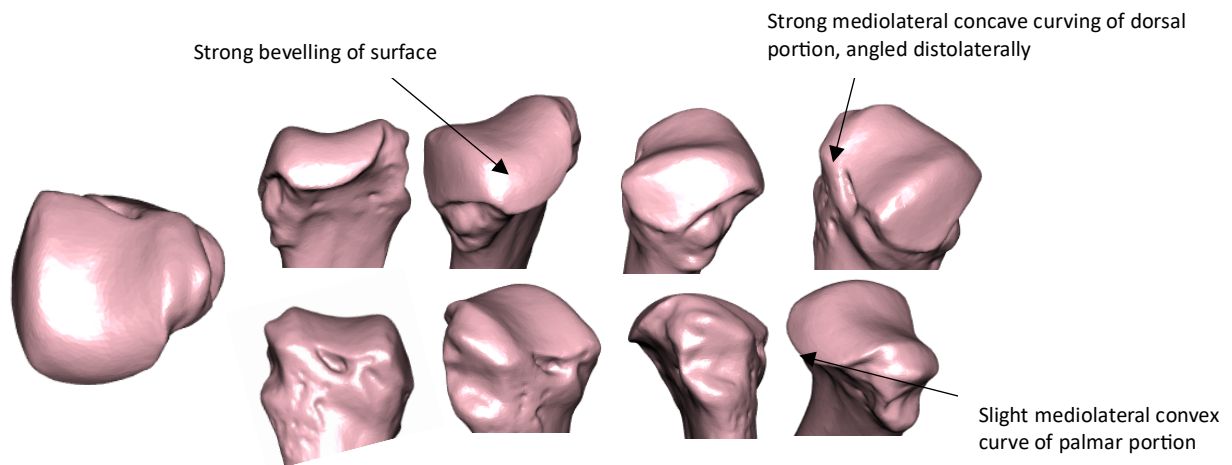 Strong bevelling of surface
Strong mediolateral concave curving of dorsal
portion, angled distolaterally
Slight mediolateral convex
curve of palmar portion